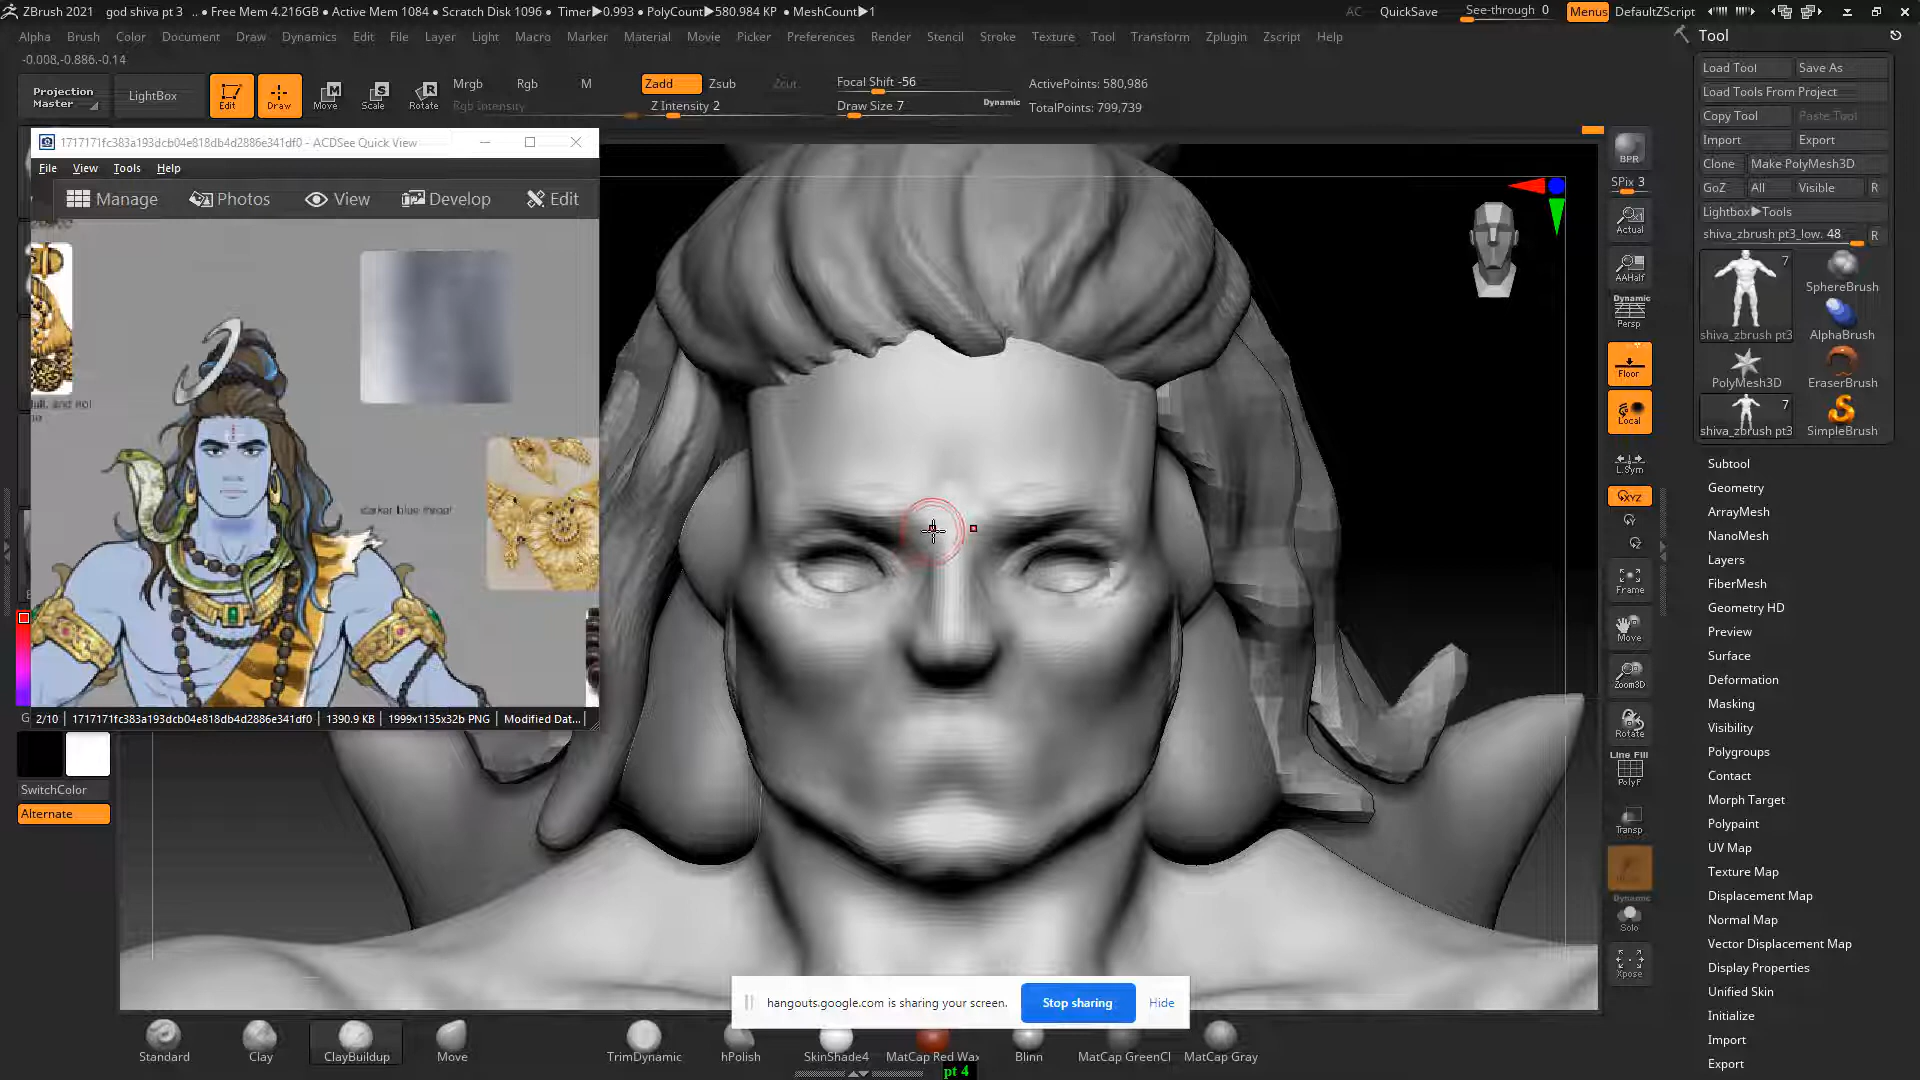 ZBrush 2021 god shiva pt 3 .. • Free Mem 4.216GB • Active Mem 1084 • Scratch Disk 1096 • Timer▶0.993 • PolyCount▶580.984 KP • MeshCount▶1
AC QuickSave See-through 0 Menus DefaultZScript
Alpha Brush Color Document Draw Dynamics Edit File Layer Light Macro Marker Material Movie Picker Preferences Render Stencil Stroke Texture Tool Transform Zplugin Zscript Help
-0.008,-0.886,-0.14
Projection Master
LightBox
Edit Draw Move Scale Rotate
Mrgb Rgb M
Rgb Intensity
Zadd Zsub Zcut
Z Intensity 2
Focal Shift -56
Draw Size 7
Dynamic
ActivePoints: 580,986
TotalPoints: 799,739
1717171fc383a193dcb04e818db4d2886e341df0 - ACDSee Quick View
File View Tools Help
Manage Photos View Develop Edit
darker blue throat
2/10 1717171fc383a193dcb04e818db4d2886e341df0 1390.9 KB 1999x1135x32b PNG Modified Dat...
SwitchColor
Alternate
BPR
SPix 3
Actual
AAHalf
Dynamic
Persp
Floor
Local
L.Sym
XYZ
Frame
Move
Zoom3D
Rotate
Line Fill
PolyF
Transp
Dynamic
Solo
Xpose
Tool
Load Tool Save As
Load Tools From Project
Copy Tool Paste Tool
Import Export
Clone Make PolyMesh3D
GoZ All Visible R
Lightbox▶Tools
shiva_zbrush pt3_low. 48 R
7
shiva_zbrush pt3
SphereBrush
AlphaBrush
PolyMesh3D
EraserBrush
7
shiva_zbrush pt3
SimpleBrush
Subtool
Geometry
ArrayMesh
NanoMesh
Layers
FiberMesh
Geometry HD
Preview
Surface
Deformation
Masking
Visibility
Polygroups
Contact
Morph Target
Polypaint
UV Map
Texture Map
Displacement Map
Normal Map
Vector Displacement Map
Display Properties
Unified Skin
Initialize
Import
Export
hangouts.google.com is sharing your screen. Stop sharing Hide
Standard Clay ClayBuildup Move TrimDynamic hPolish SkinShade4 MatCap Red Wax Blinn MatCap GreenCl MatCap Gray
pt 4